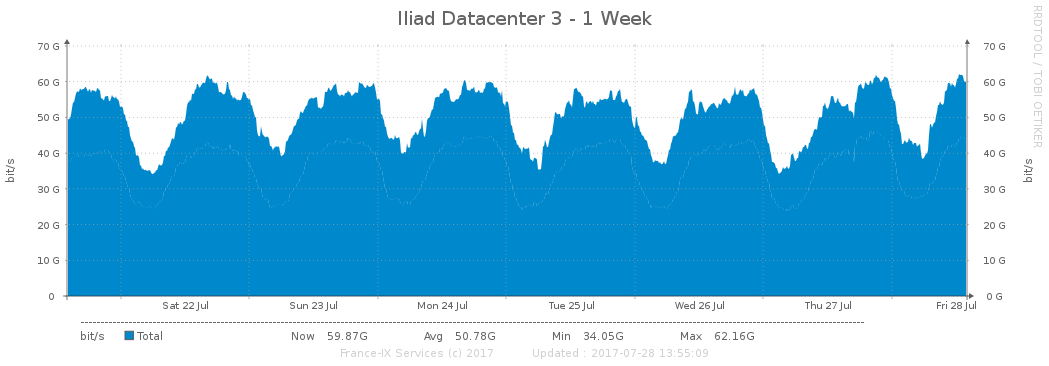 Iliad Datacenter 3 - 1 Week
RRDTOOL / TOBI OETIKER
70 G 70 G
60 G 60 G
50 G 50 G
40 G 40 G
30 G 30 G
20 G 20 G
10 G 10 G
0 0 G
bit/s bit/s
Sat 22 Jul Sun 23 Jul Mon 24 Jul Tue 25 Jul Wed 26 Jul Thu 27 Jul Fri 28 Jul
bit/s Total Now 59.87G Avg 50.78G Min 34.05G Max 62.16G
France-IX Services (c) 2017 Updated : 2017-07-28 13:55:09